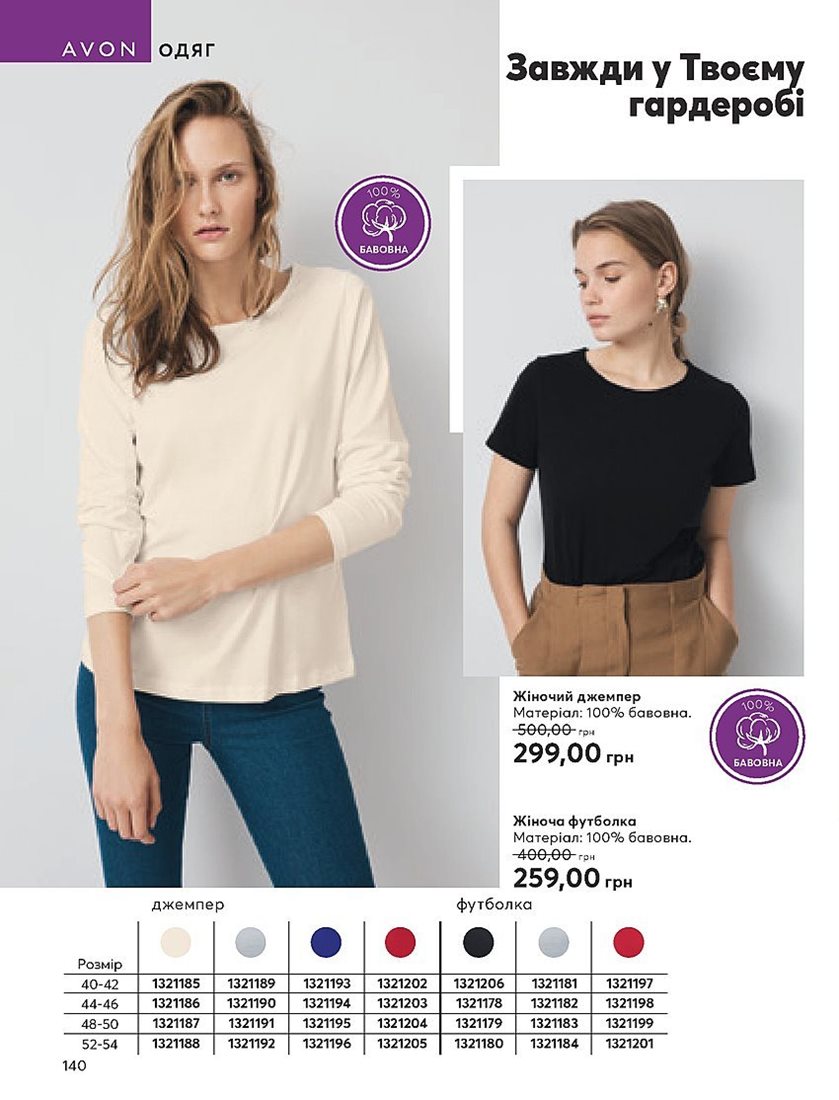 AVON ОДЯГ
Завжди у Твоєму
гардеробі
100%
БАВОВНА
Жіночий джемпер
Матеріал: 100% бавовна.
500,00 грн
299,00 грн
100%
БАВОВНА
Жіноча футболка
Матеріал: 100% бавовна.
400,00 грн
259,00 грн
джемпер футболка
Розмір
40-42 1321185 1321189 1321193 1321202 1321206 1321181 1321197
44-46 1321186 1321190 1321194 1321203 1321178 1321182 1321198
48-50 1321187 1321191 1321195 1321204 1321179 1321183 1321199
52-54 1321188 1321192 1321196 1321205 1321180 1321184 1321201
140